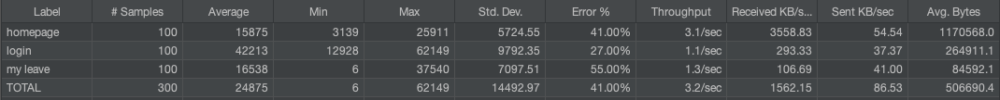 Label # Samples Average Min Max Std. Dev. Error % Throughput Received KB/s... Sent KB/sec Avg. Bytes
homepage 100 15875 3139 25911 5724.55 41.00% 3.1/sec 3558.83 54.54 1170568.0
login 100 42213 12928 62149 9792.35 27.00% 1.1/sec 293.33 37.37 264911.1
my leave 100 16538 6 37540 7097.51 55.00% 1.3/sec 106.69 41.00 84592.1
TOTAL 300 24875 6 62149 14492.97 41.00% 3.2/sec 1562.15 86.53 506690.4